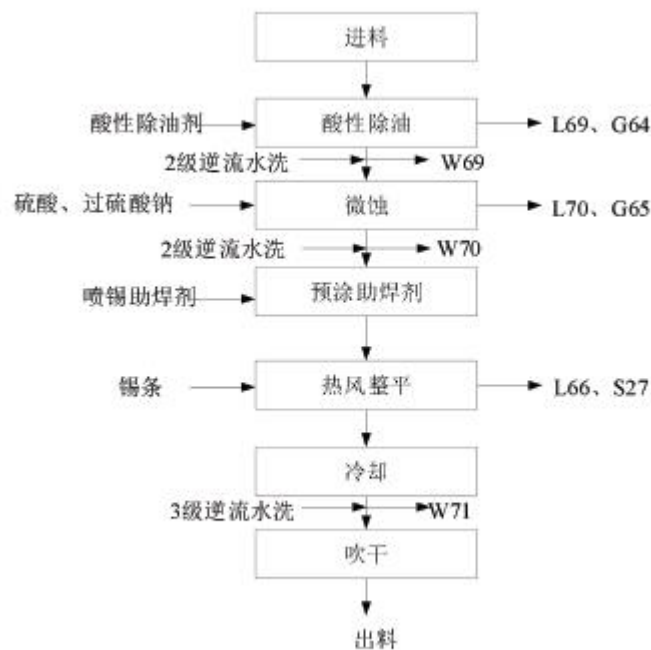 进料
酸性除油剂
酸性除油
L69、G64
2级逆流水洗
W69
硫酸、过硫酸钠
微蚀
L70、G65
2级逆流水洗
W70
喷锡助焊剂
预涂助焊剂
锡条
热风整平
L66、S27
冷却
3级逆流水洗
W71
吹干
出料